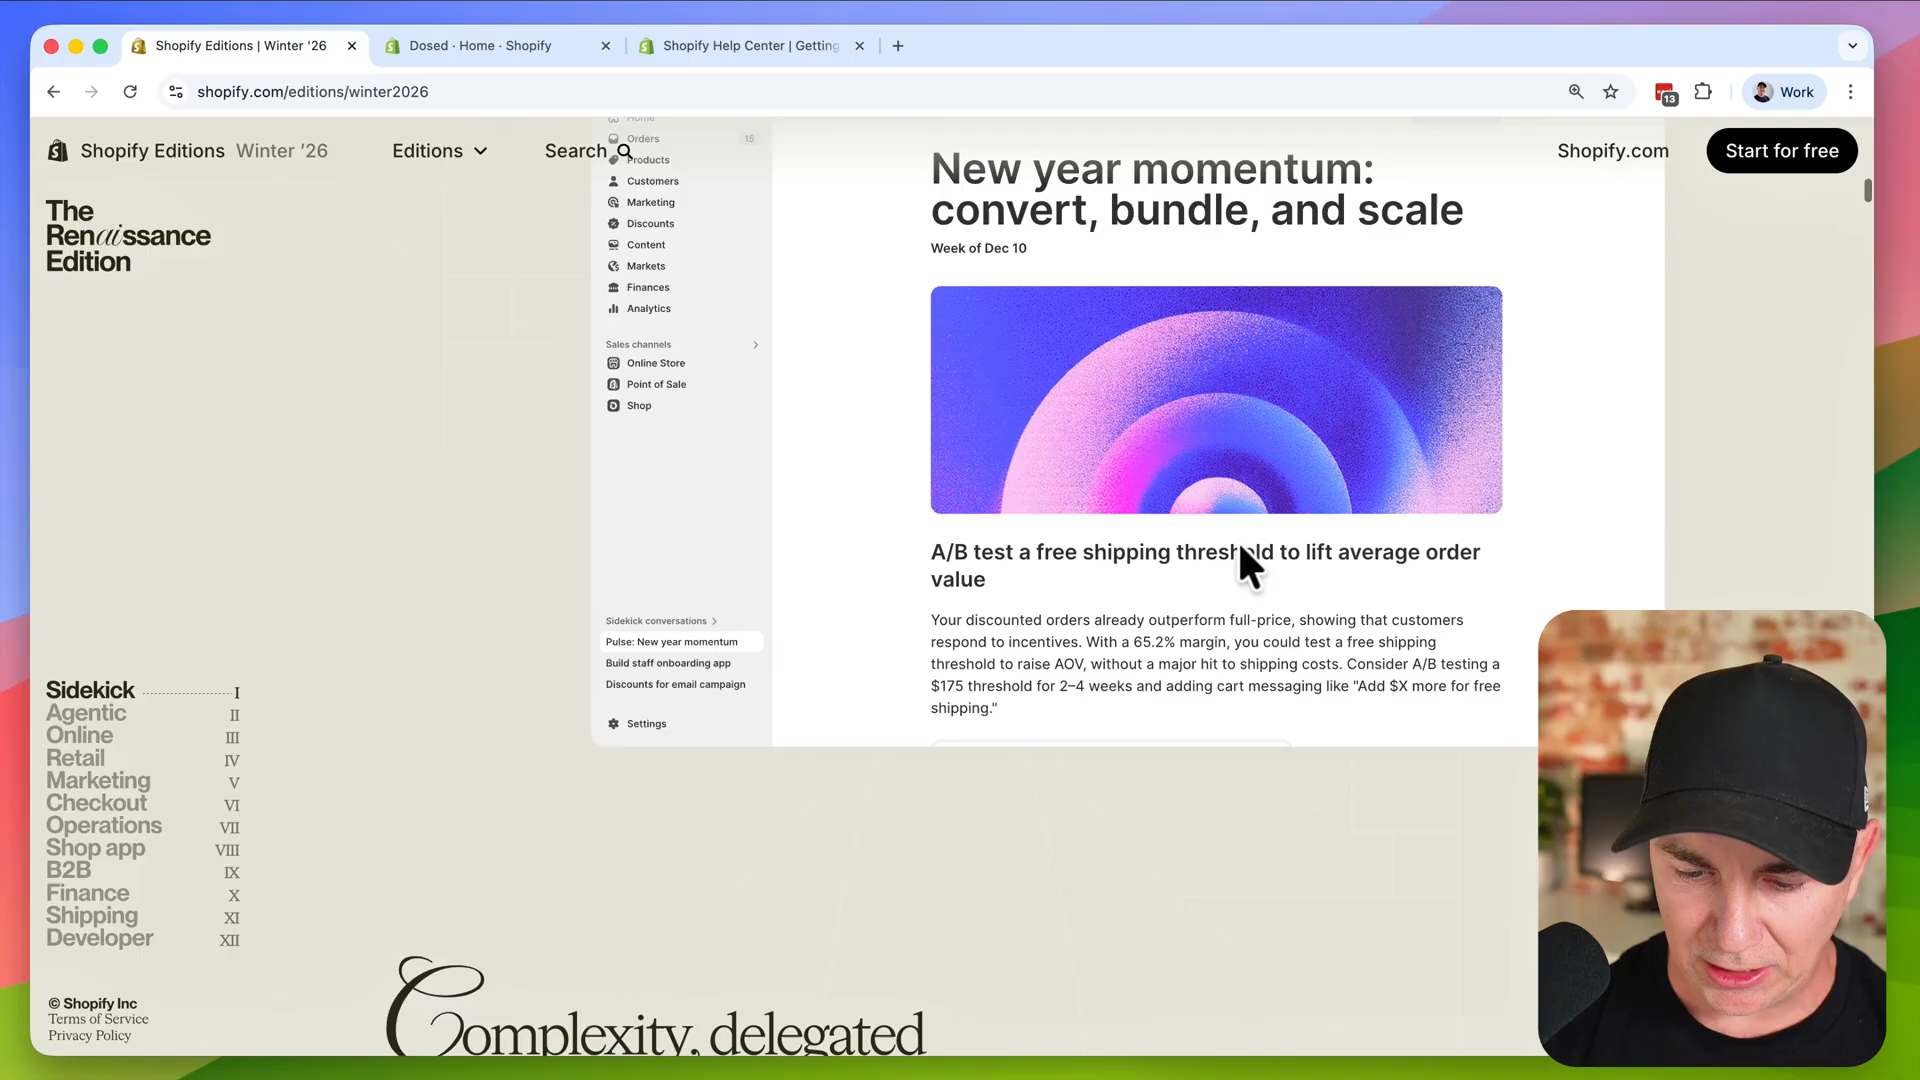 Shopify Editions | Winter '26
Dosed · Home · Shopify
Shopify Help Center | Getting
shopify.com/editions/winter2026
13
Work
Shopify Editions Winter '26
Editions
Search
Shopify.com
Start for free
The
Renaissance
Edition
Home
Orders 15
Products
Customers
Marketing
Discounts
Content
Markets
Finances
Analytics
Sales channels
Online Store
Point of Sale
Shop
Sidekick conversations
Pulse: New year momentum
Build staff onboarding app
Discounts for email campaign
Settings
New year momentum:
convert, bundle, and scale
Week of Dec 10
A/B test a free shipping threshold to lift average order
value
Your discounted orders already outperform full-price, showing that customers
respond to incentives. With a 65.2% margin, you could test a free shipping
threshold to raise AOV, without a major hit to shipping costs. Consider A/B testing a
$175 threshold for 2–4 weeks and adding cart messaging like "Add $X more for free
shipping."
Sidekick I
Agentic II
Online III
Retail IV
Marketing V
Checkout VI
Operations VII
Shop app VIII
B2B IX
Finance X
Shipping XI
Developer XII
© Shopify Inc
Terms of Service
Privacy Policy
Complexity, delegated